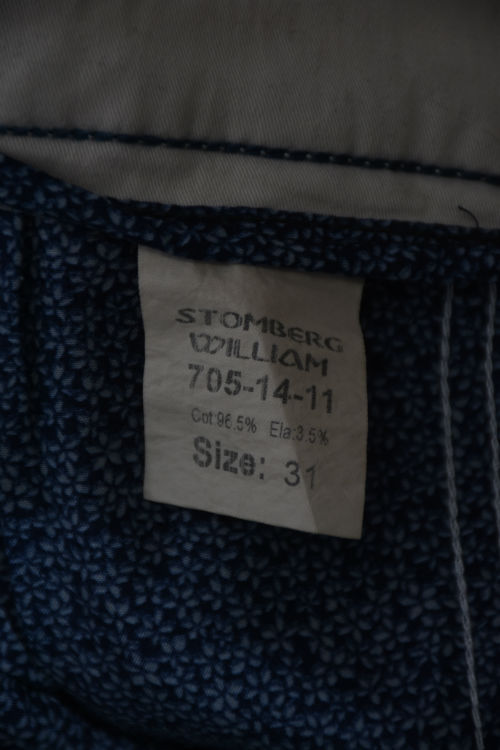 STOMBERG
WILLIAM
705-14-11
Cot:96.5% Ela:3.5%
Size: 31